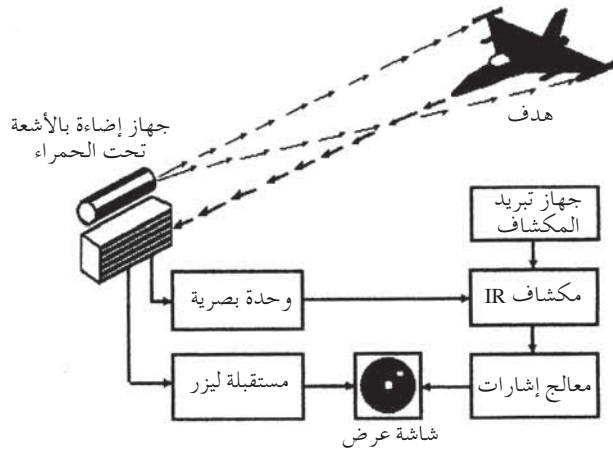 هدف
جهاز إضاءة بالأشعة
تحت الحمراء
جهاز تبريد
المكشاف
وحدة بصرية
مكشاف IR
مستقبلة ليزر
معالج إشارات
شاشة عرض